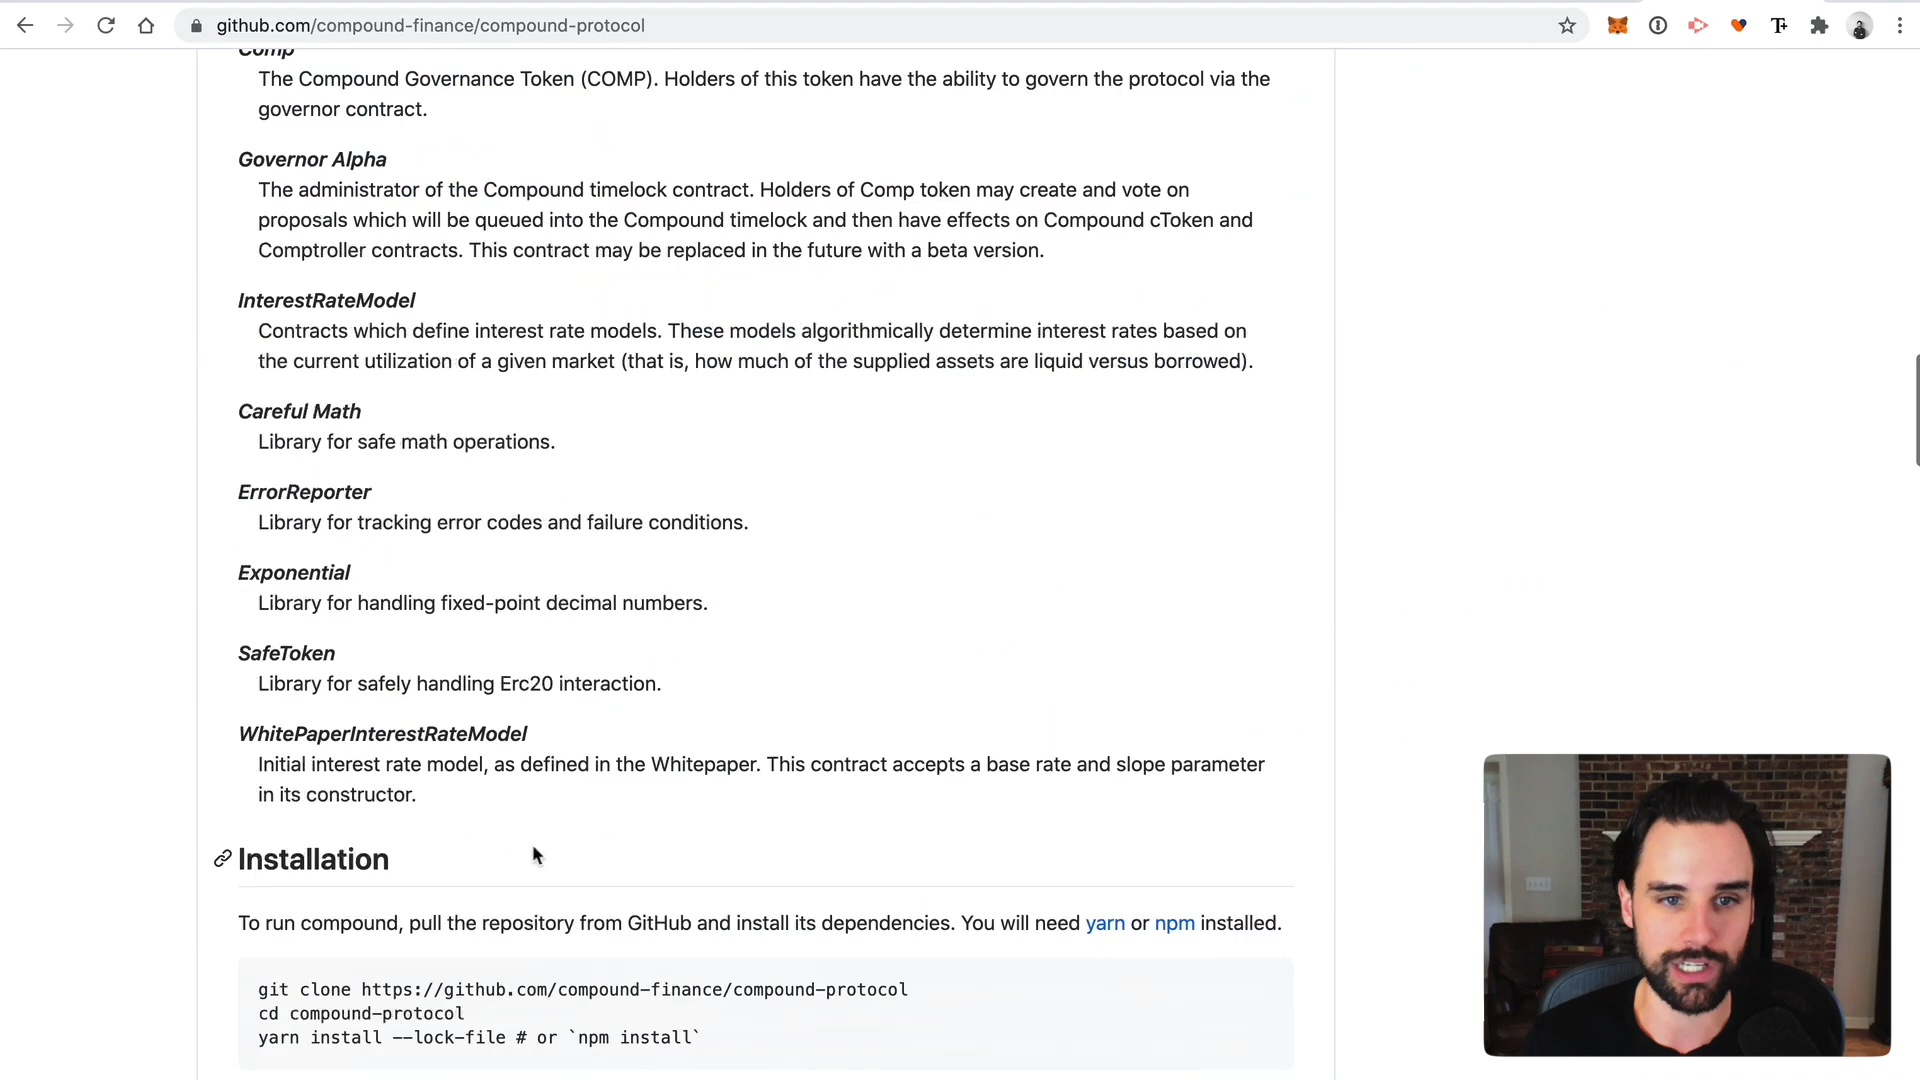 github.com/compound-finance/compound-protocol
Comp
The Compound Governance Token (COMP). Holders of this token have the ability to govern the protocol via the
governor contract.
Governor Alpha
The administrator of the Compound timelock contract. Holders of Comp token may create and vote on
proposals which will be queued into the Compound timelock and then have effects on Compound cToken and
Comptroller contracts. This contract may be replaced in the future with a beta version.
InterestRateModel
Contracts which define interest rate models. These models algorithmically determine interest rates based on
the current utilization of a given market (that is, how much of the supplied assets are liquid versus borrowed).
Careful Math
Library for safe math operations.
ErrorReporter
Library for tracking error codes and failure conditions.
Exponential
Library for handling fixed-point decimal numbers.
SafeToken
Library for safely handling Erc20 interaction.
WhitePaperInterestRateModel
Initial interest rate model, as defined in the Whitepaper. This contract accepts a base rate and slope parameter
in its constructor.
Installation
To run compound, pull the repository from GitHub and install its dependencies. You will need yarn or npm installed.
git clone https://github.com/compound-finance/compound-protocol
cd compound-protocol
yarn install --lock-file # or `npm install`